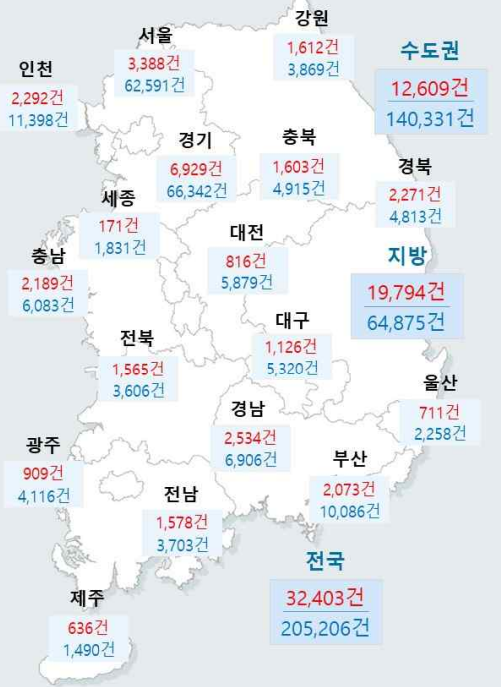 강원
1,612건
3,869건
서울
3,388건
62,591건
수도권
12,609건
140,331건
인천
2,292건
11,398건
경기
6,929건
66,342건
충북
1,603건
4,915건
경북
2,271건
4,813건
세종
171건
1,831건
대전
816건
5,879건
충남
2,189건
6,083건
지방
19,794건
64,875건
대구
1,126건
5,320건
전북
1,565건
3,606건
울산
711건
2,258건
경남
2,534건
6,906건
광주
909건
4,116건
부산
2,073건
10,086건
전남
1,578건
3,703건
전국
32,403건
205,206건
제주
636건
1,490건